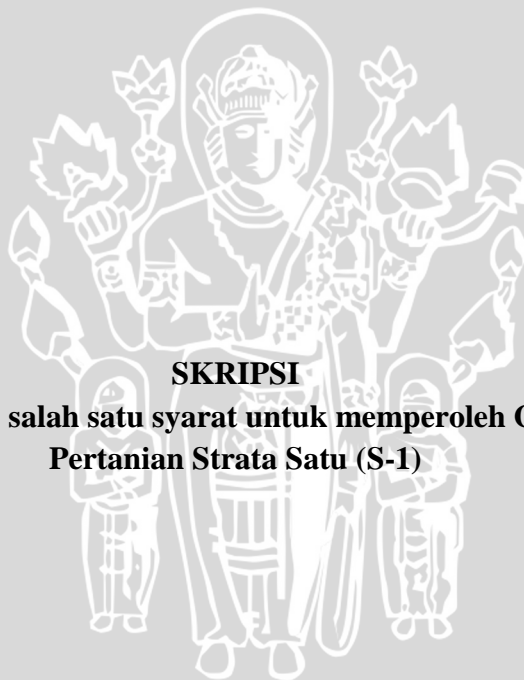 SKRIPSI
salah satu syarat untuk memperoleh
Pertanian Strata Satu (S-1)